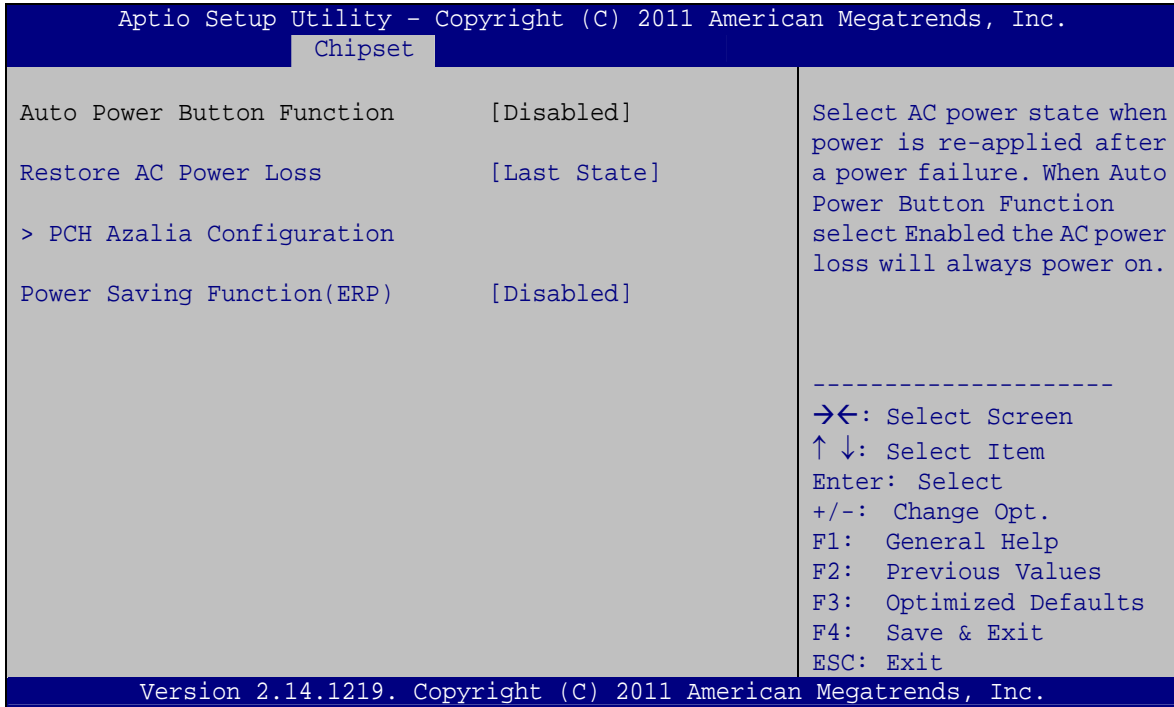 Aptio Setup Utility – Copyright (C) 2011 American Megatrends, Inc.
Chipset
Auto Power Button Function [Disabled]
Restore AC Power Loss [Last State]
> PCH Azalia Configuration
Power Saving Function(ERP) [Disabled]
Select AC power state when
power is re-applied after
a power failure. When Auto
Power Button Function
select Enabled the AC power
loss will always power on.
---------------------
→←: Select Screen
↑ ↓: Select Item
Enter: Select
+/-: Change Opt.
F1: General Help
F2: Previous Values
F3: Optimized Defaults
F4: Save & Exit
ESC: Exit
Version 2.14.1219. Copyright (C) 2011 American Megatrends, Inc.